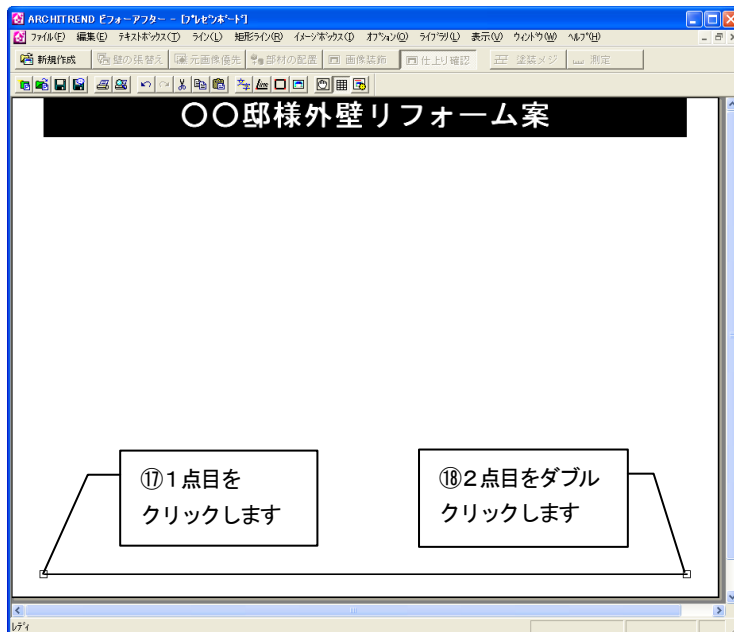 ARCHITREND ビフォーアフター - [プレゼンボード]
ファイル(F) 編集(E) テキストボックス(T) ライン(L) 矩形ライン(R) イメージボックス(I) オプション(O) ライブラリ(L) 表示(V) ウィンドウ(W) ヘルプ(H)
新規作成 壁の張替え 元画像優先 部材の配置 画像装飾 仕上り確認 塗装メジ 測定
〇〇邸様外壁リフォーム案
⑰1点目を
クリックします
⑱2点目をダブル
クリックします
レディ